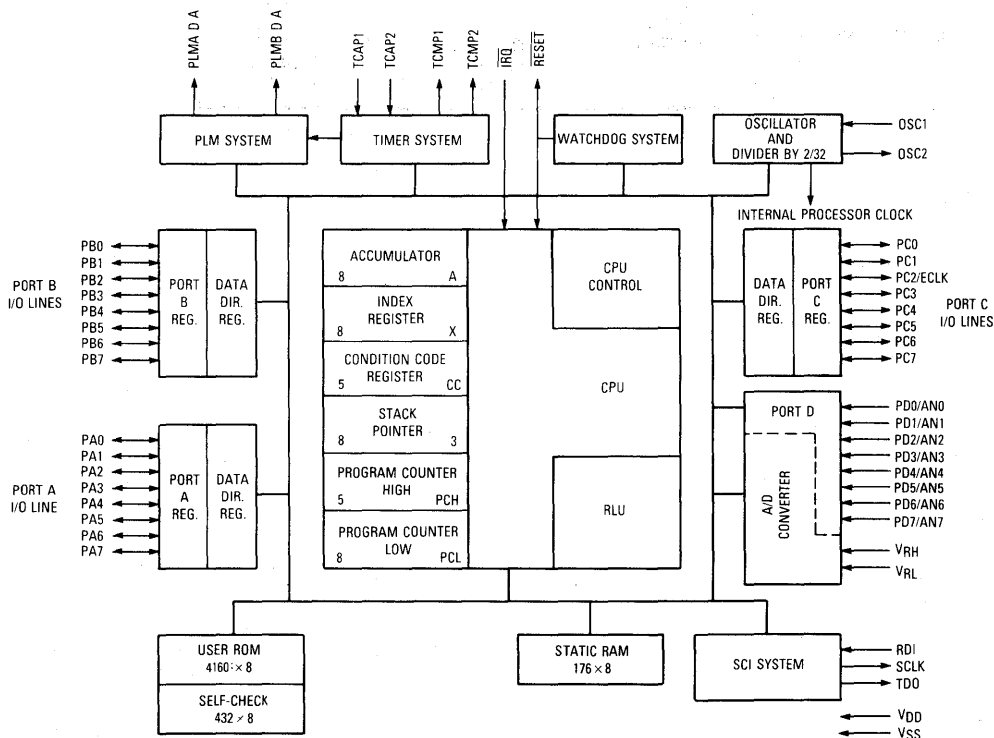 PLMA D A
PLMB D A
TCAP1
TCAP2
TCMP1
TCMP2
IRQ
RESET
PLM SYSTEM
TIMER SYSTEM
WATCHDOG SYSTEM
OSCILLATOR
AND
DIVIDER BY 2/32
OSC1
OSC2
INTERNAL PROCESSOR CLOCK
PORT B
I/O LINES
PB0
PB1
PB2
PB3
PB4
PB5
PB6
PB7
PORT
B
REG.
DATA
DIR.
REG.
ACCUMULATOR
8 A
INDEX
REGISTER
8 X
CONDITION CODE
REGISTER
5 CC
STACK
POINTER
8 3
PROGRAM COUNTER
HIGH
5 PCH
PROGRAM COUNTER
LOW
8 PCL
CPU
CONTROL
CPU
RLU
DATA
DIR.
REG.
PORT
C
REG.
PC0
PC1
PC2/ECLK
PC3
PC4
PC5
PC6
PC7
PORT C
I/O LINES
PORT A
I/O LINE
PA0
PA1
PA2
PA3
PA4
PA5
PA6
PA7
PORT
A
REG.
DATA
DIR.
REG.
PORT D
A/D
CONVERTER
PD0/AN0
PD1/AN1
PD2/AN2
PD3/AN3
PD4/AN4
PD5/AN5
PD6/AN6
PD7/AN7
VRH
VRL
USER ROM
4160:× 8
SELF-CHECK
432 × 8
STATIC RAM
176 × 8
SCI SYSTEM
RDI
SCLK
TDO
VDD
VSS